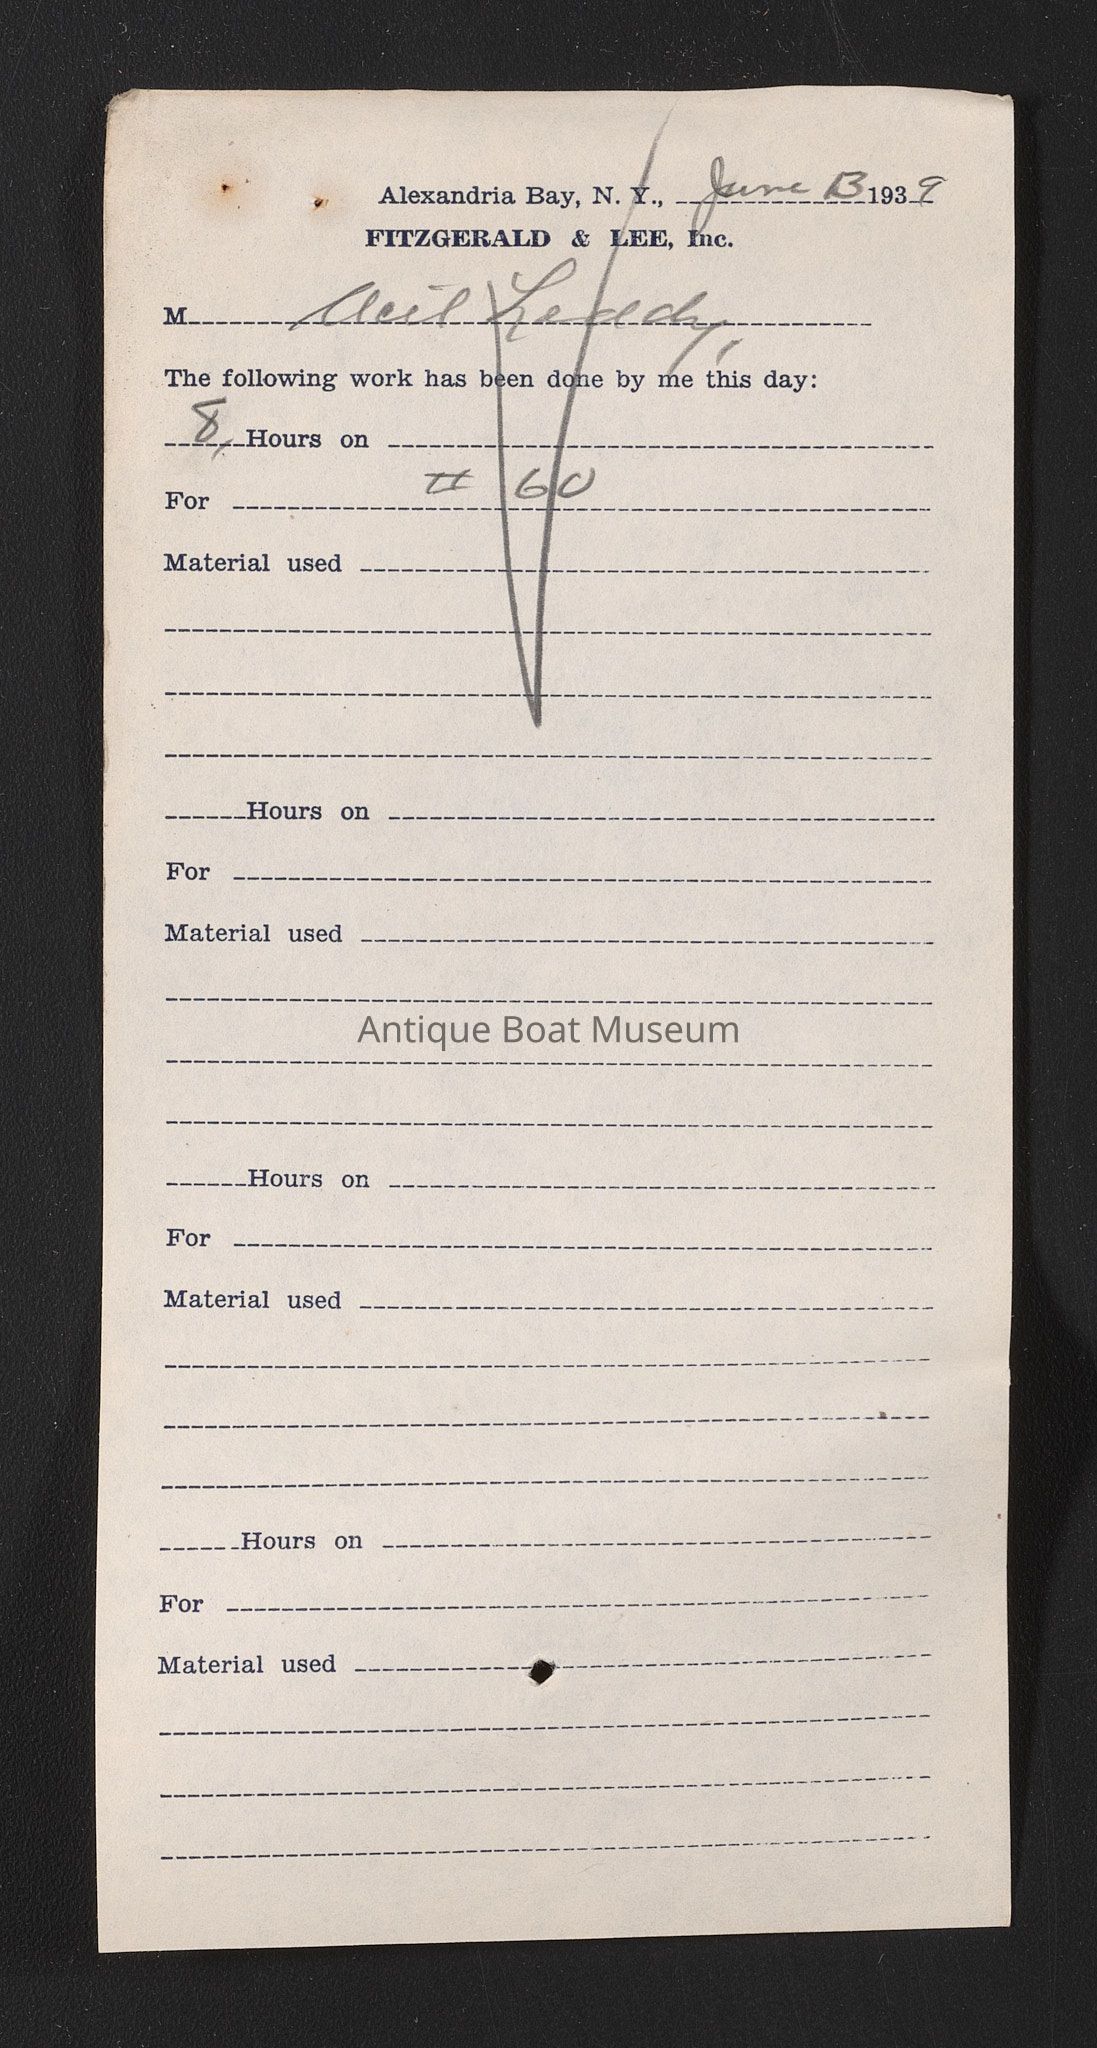 Alexandria Bay, N. Y., June 13 1939
FITZGERALD & LEE, Inc.
M Neil Leddy,
The following work has been done by me this day:
8, Hours on
For # 60
Material used
Hours on
For
Material used
Antique Boat Museum
Hours on
For
Material used
Hours on
For
Material used